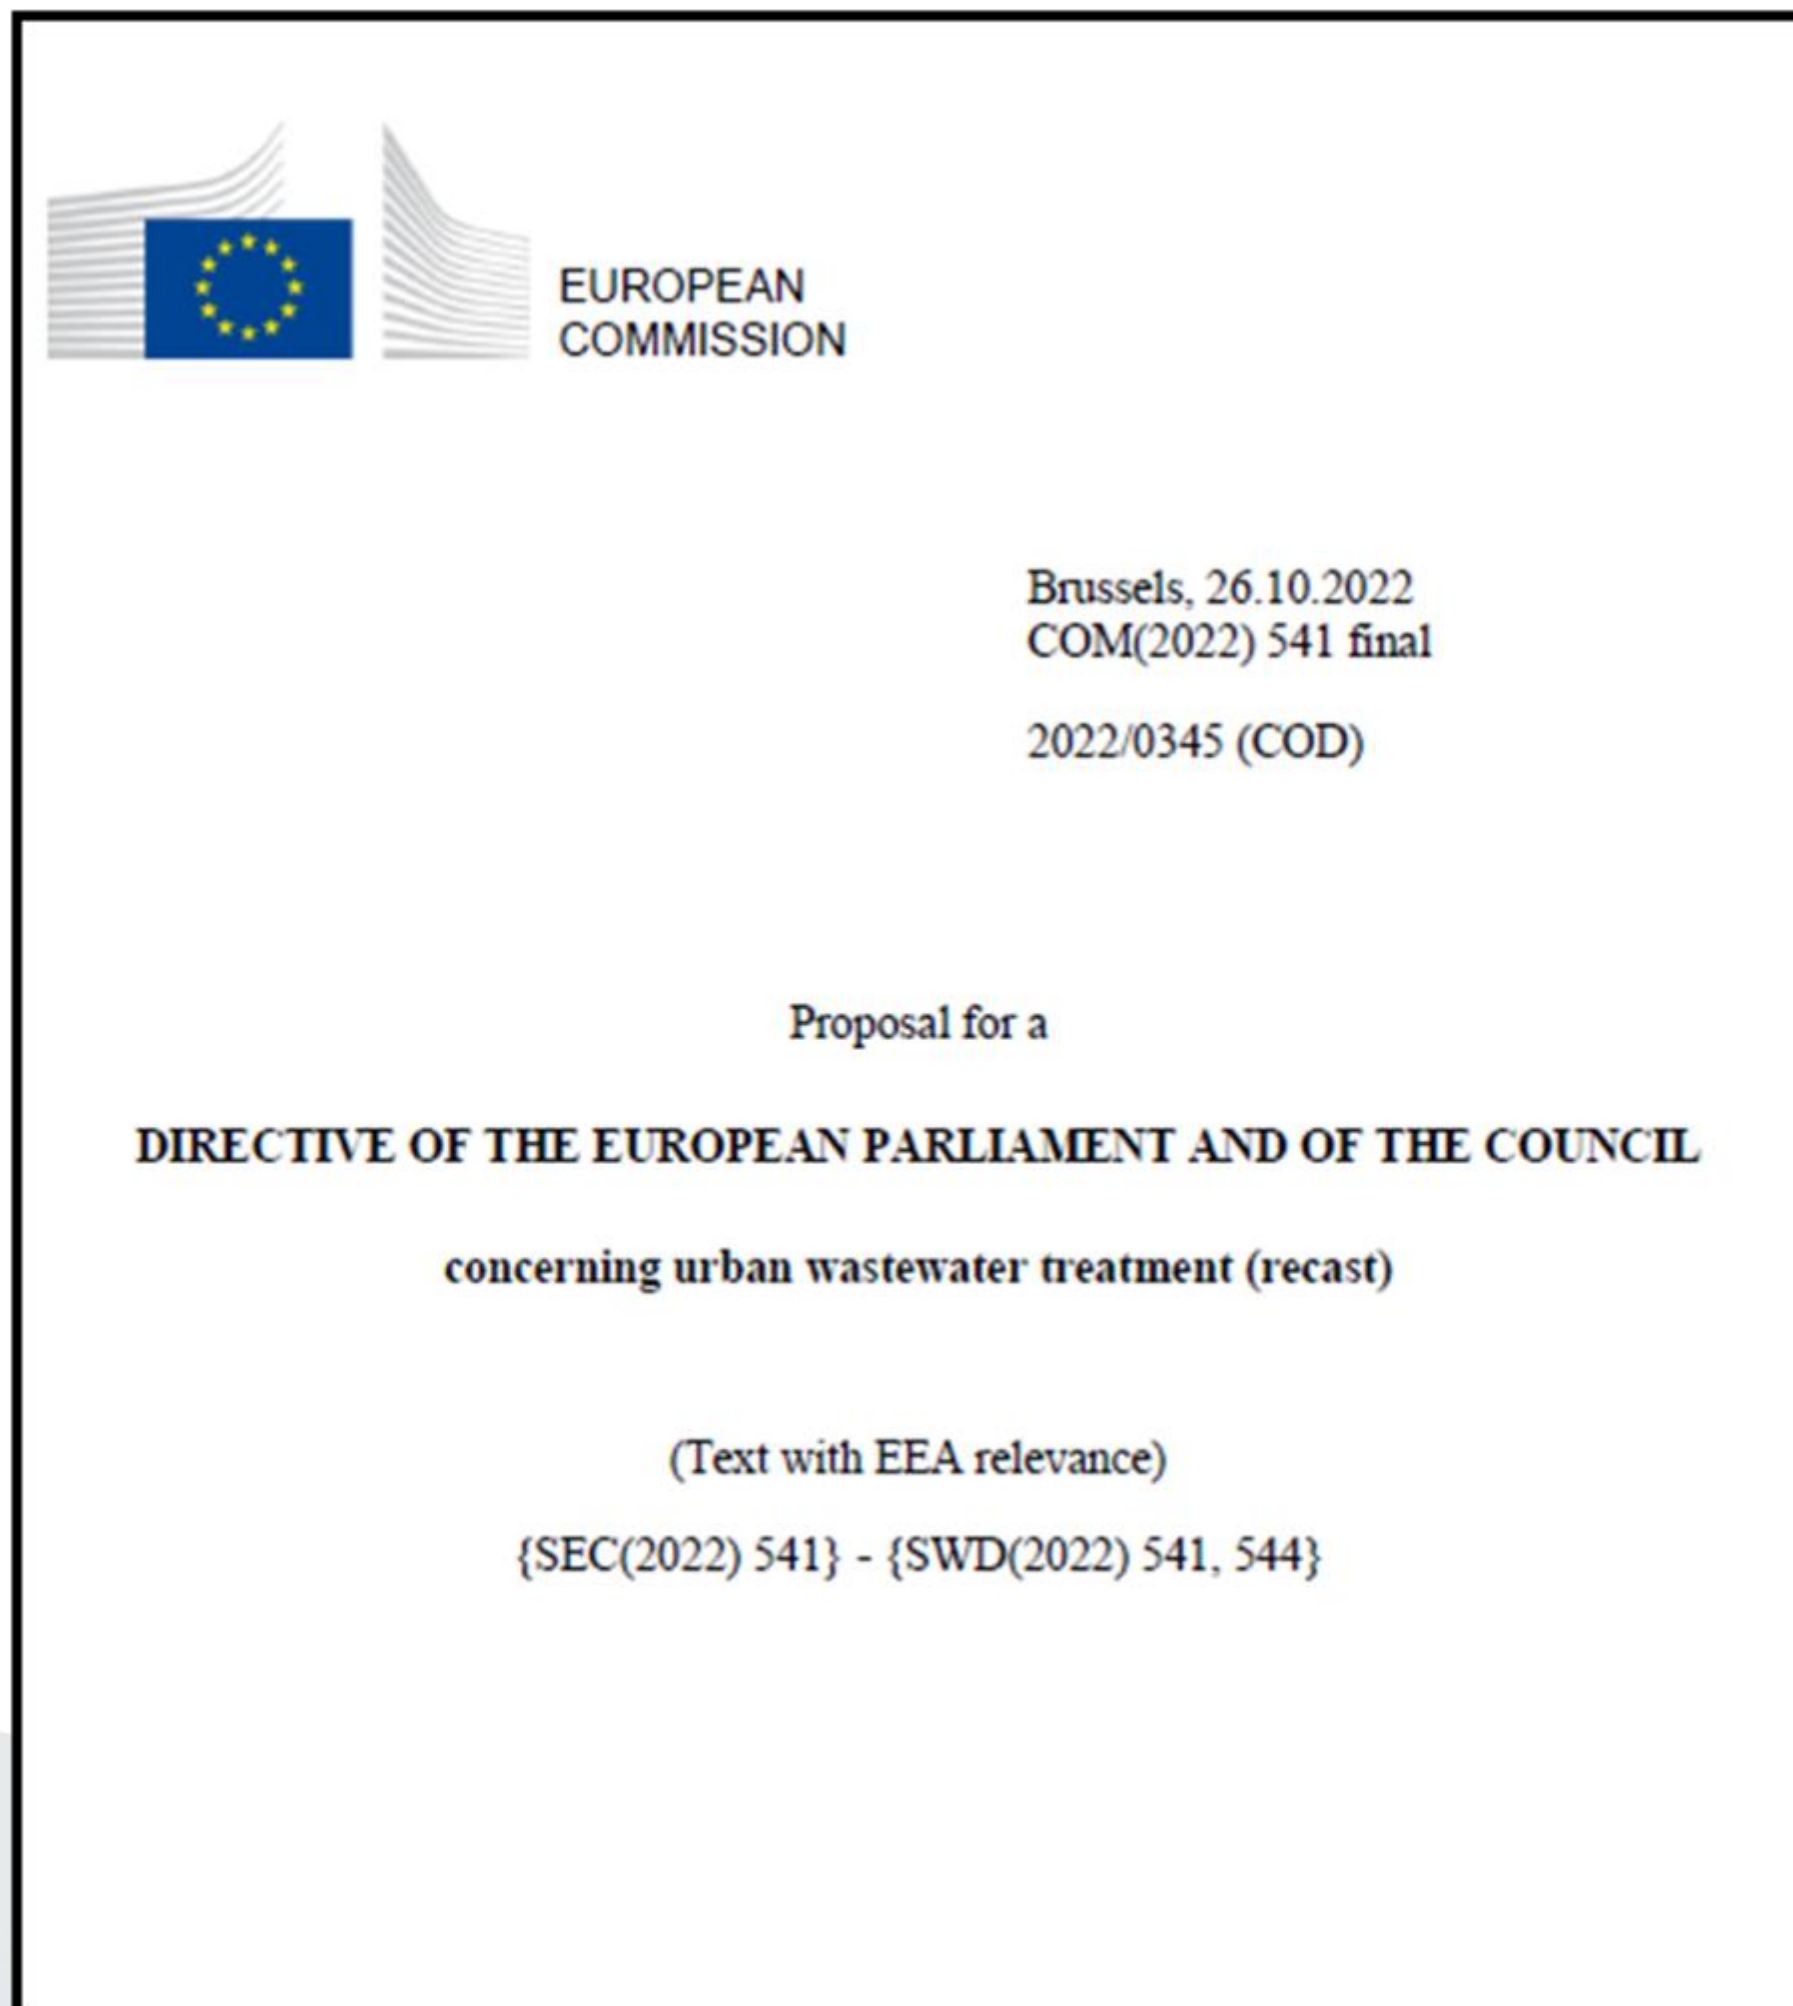 EUROPEAN
COMMISSION
Brussels, 26.10.2022
COM(2022) 541 final
2022/0345 (COD)
Proposal for a
DIRECTIVE OF THE EUROPEAN PARLIAMENT AND OF THE COUNCIL
concerning urban wastewater treatment (recast)
(Text with EEA relevance)
{SEC(2022) 541} - {SWD(2022) 541, 544}